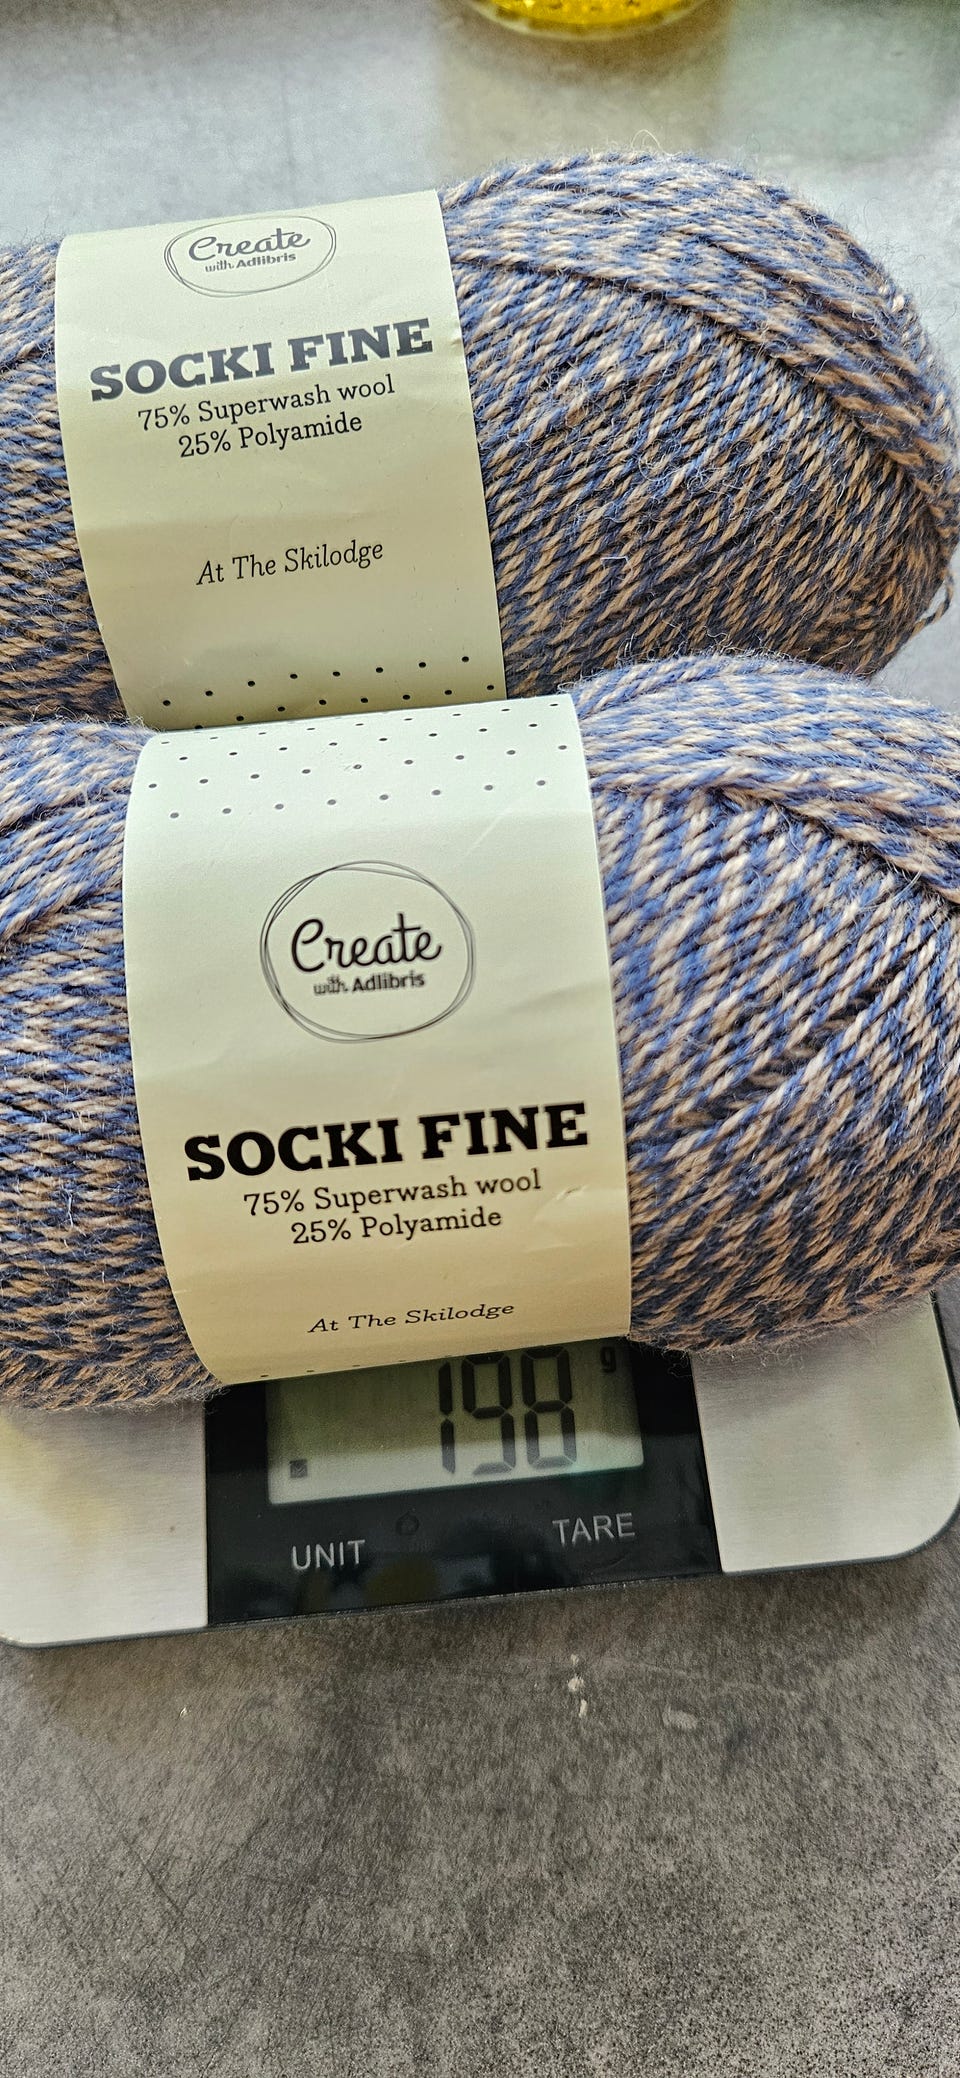 Create
with Adlibris
SOCKI FINE
75% Superwash wool
25% Polyamide
At The Skilodge
Create
with Adlibris
SOCKI FINE
75% Superwash wool
25% Polyamide
At The Skilodge
198 g
UNIT TARE